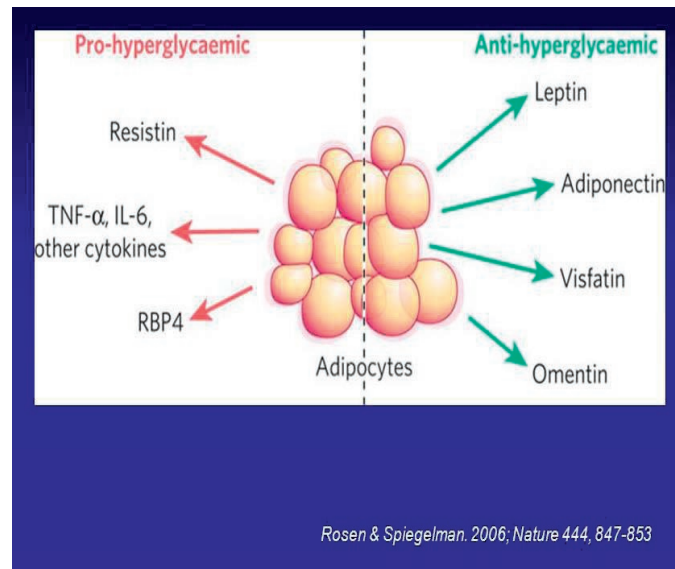 Pro-hyperglycaemic
Anti-hyperglycaemic
Resistin
TNF-α, IL-6,
other cytokines
RBP4
Leptin
Adiponectin
Visfatin
Omentin
Adipocytes
Rosen & Spiegelman. 2006; Nature 444, 847-853